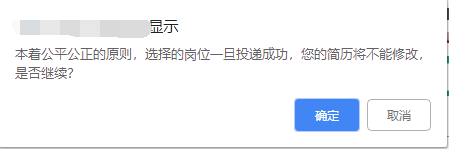 显示
本着公平公正的原则，选择的岗位一旦投递成功，您的简历将不能修改，
是否继续？
确定
取消